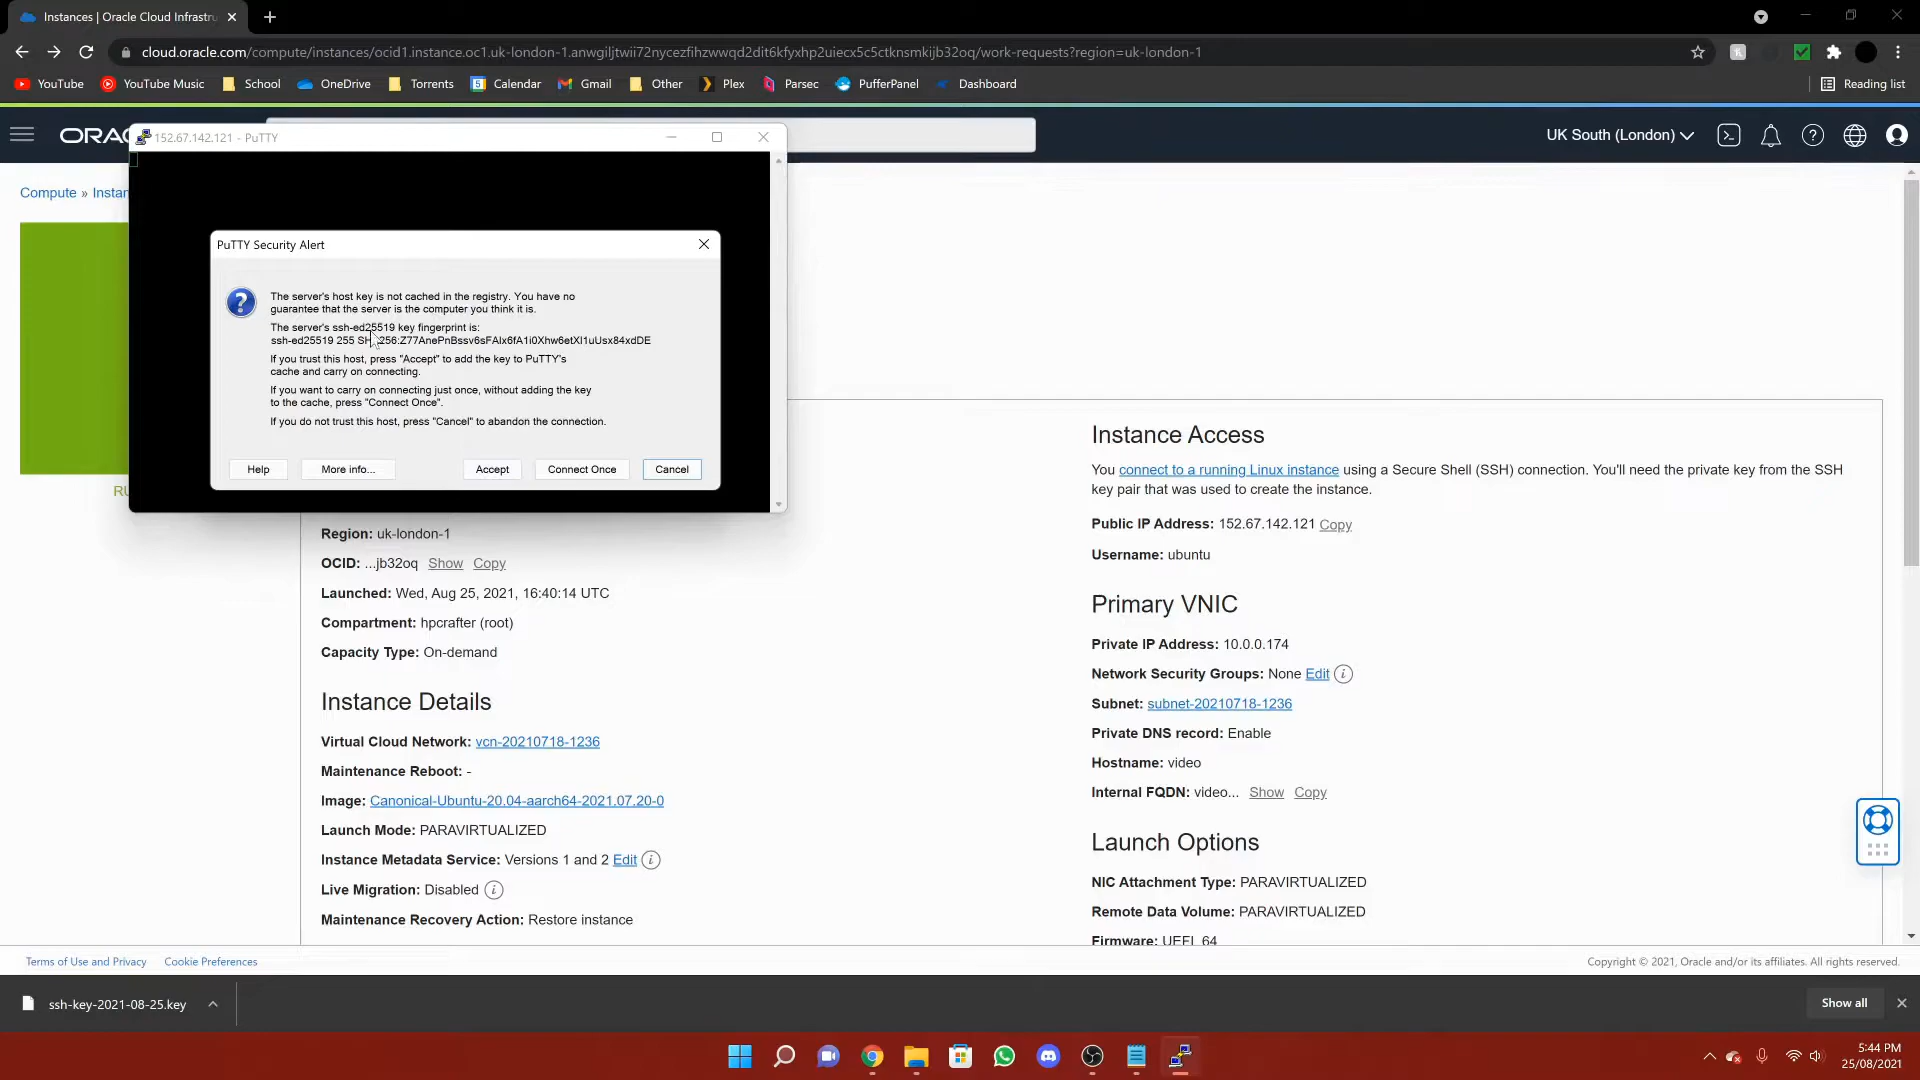 Instances | Oracle Cloud Infrastru
cloud.oracle.com/compute/instances/ocid1.instance.oc1.uk-london-1.anwgiljtwii72nycezfihzwwqd2dit6kfyxhp2uiecx5c5ctknsmkijb32oq/work-requests?region=uk-london-1
YouTube YouTube Music School OneDrive Torrents Calendar Gmail Other Plex Parsec PufferPanel Dashboard Reading list
ORA
UK South (London)
152.67.142.121 - PuTTY
Compute » Instan
PuTTY Security Alert
The server's host key is not cached in the registry. You have no
guarantee that the server is the computer you think it is.
The server's ssh-ed25519 key fingerprint is:
ssh-ed25519 255 SHA256:Z77AnePnBssv6sFAIx6fA1i0Xhw6etXI1uUsx84xdDE
If you trust this host, press "Accept" to add the key to PuTTY's
cache and carry on connecting.
If you want to carry on connecting just once, without adding the key
to the cache, press "Connect Once".
If you do not trust this host, press "Cancel" to abandon the connection.
Help More info... Accept Connect Once Cancel
RU
Region: uk-london-1
OCID: ...jb32oq Show Copy
Launched: Wed, Aug 25, 2021, 16:40:14 UTC
Compartment: hpcrafter (root)
Capacity Type: On-demand
Instance Details
Virtual Cloud Network: vcn-20210718-1236
Maintenance Reboot: -
Image: Canonical-Ubuntu-20.04-aarch64-2021.07.20-0
Launch Mode: PARAVIRTUALIZED
Instance Metadata Service: Versions 1 and 2 Edit
Live Migration: Disabled
Maintenance Recovery Action: Restore instance
Instance Access
You connect to a running Linux instance using a Secure Shell (SSH) connection. You'll need the private key from the SSH
key pair that was used to create the instance.
Public IP Address: 152.67.142.121 Copy
Username: ubuntu
Primary VNIC
Private IP Address: 10.0.0.174
Network Security Groups: None Edit
Subnet: subnet-20210718-1236
Private DNS record: Enable
Hostname: video
Internal FQDN: video... Show Copy
Launch Options
NIC Attachment Type: PARAVIRTUALIZED
Remote Data Volume: PARAVIRTUALIZED
Firmware: UEFI_64
Terms of Use and Privacy Cookie Preferences
Copyright © 2021, Oracle and/or its affiliates. All rights reserved.
ssh-key-2021-08-25.key
Show all
5:44 PM
25/08/2021